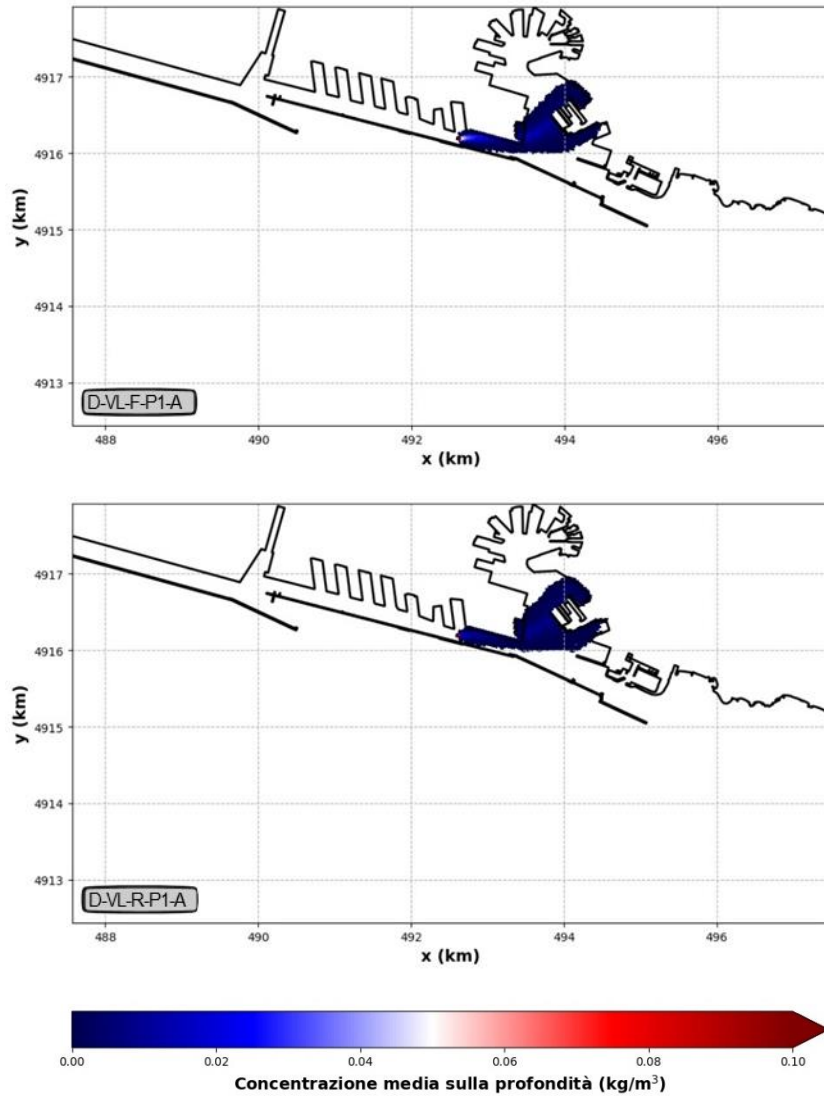 4917
4916
4915
4914
4913
y (km)
D-VL-F-P1-A
488 490 492 494 496
x (km)
4917
4916
4915
4914
4913
y (km)
D-VL-R-P1-A
488 490 492 494 496
x (km)
0.00 0.02 0.04 0.06 0.08 0.10
Concentrazione media sulla profondità (kg/m³)